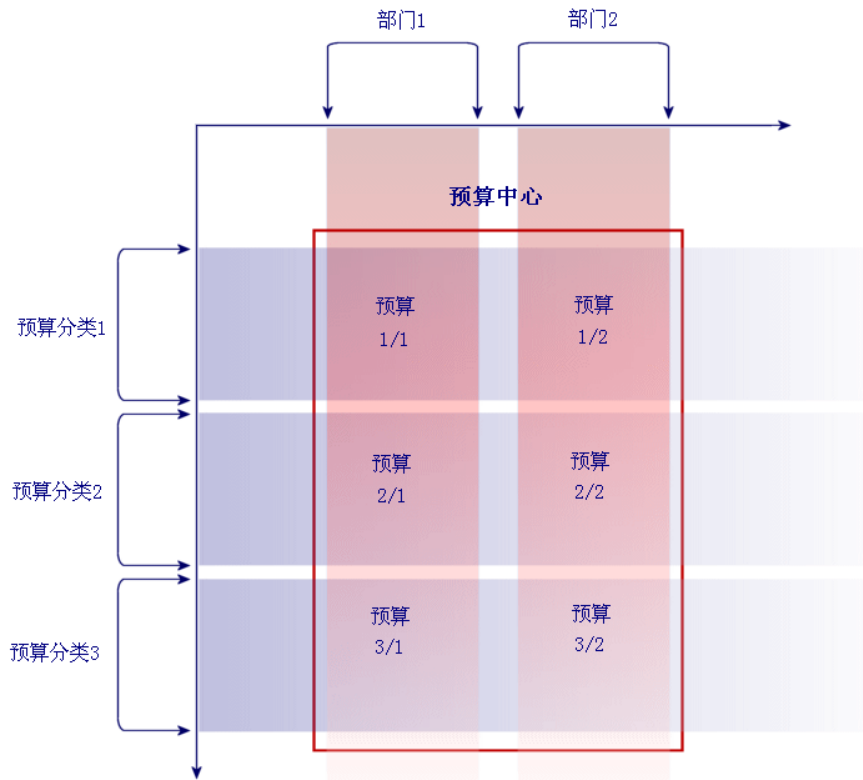 部门1
部门2
预算中心
预算分类1
预算
1/1
预算
1/2
预算分类2
预算
2/1
预算
2/2
预算分类3
预算
3/1
预算
3/2